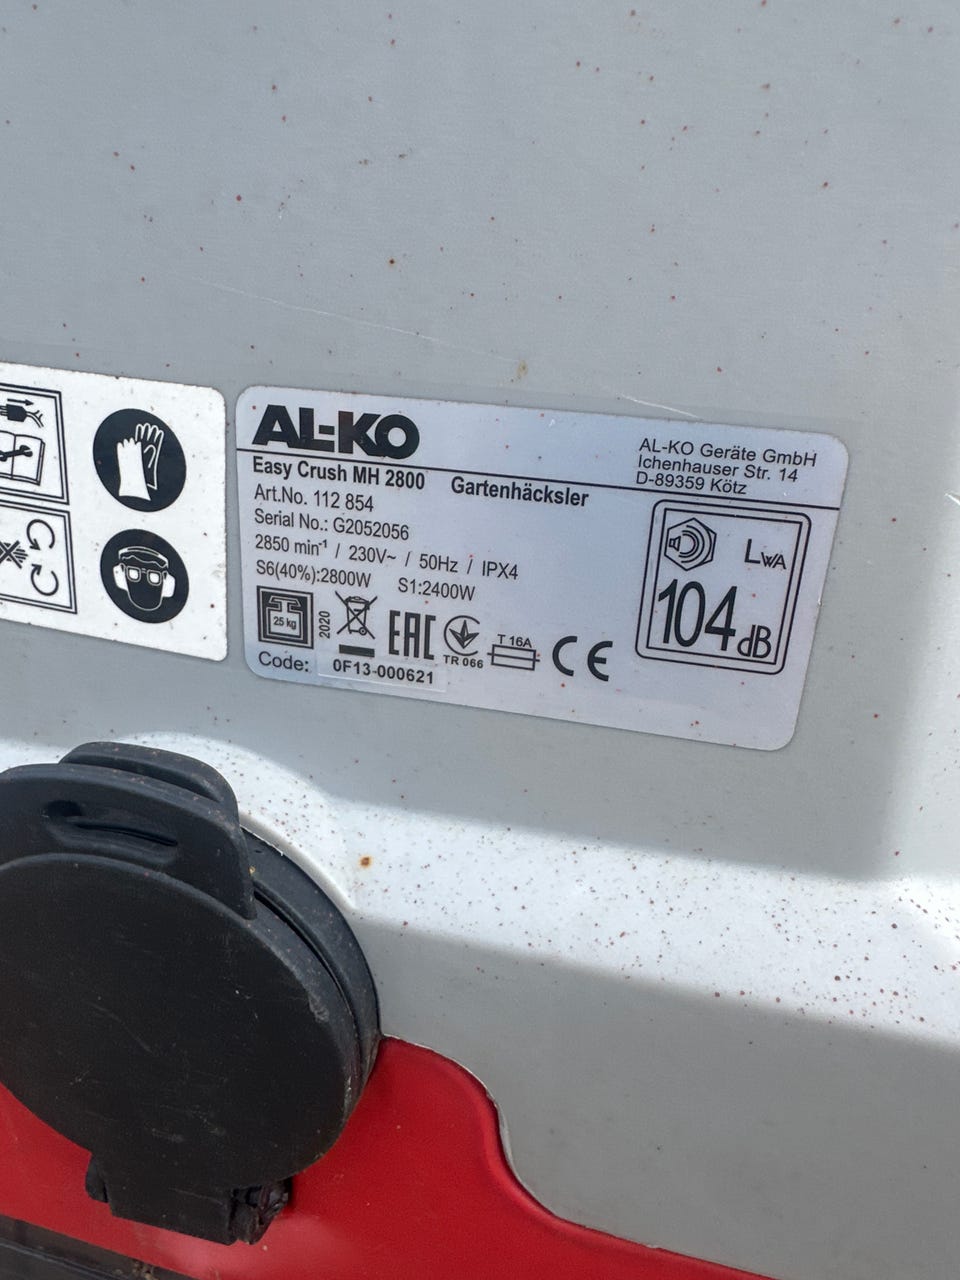 AL-KO
Easy Crush MH 2800 Gartenhäcksler
AL-KO Geräte GmbH
Ichenhauser Str. 14
D-89359 Kötz
Art.No. 112 854
Serial No.: G2052056
2850 min⁻¹ / 230V~ / 50Hz / IPX4
S6(40%):2800W S1:2400W
LWA
104 dB
25 kg
2020
EAC
TR 066
T 16A
CE
Code: 0F13-000621